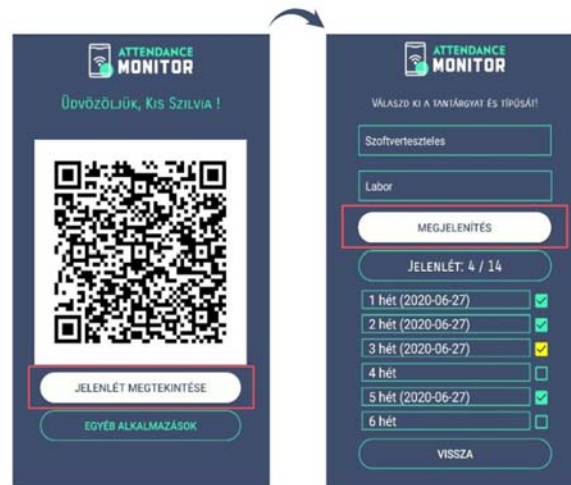 ATTENDANCE
MONITOR
Üdvözöljük, Kis Szilvia !
JELENLÉT MEGTEKINTÉSE
EGYÉB ALKALMAZÁSOK
ATTENDANCE
MONITOR
Válaszd ki a tantárgyat és típusát!
Szoftverteszteles
Labor
MEGJELENÍTÉS
Jelenlét: 4 / 14
1 hét (2020-06-27)
2 hét (2020-06-27)
3 hét (2020-06-27)
4 hét
5 hét (2020-06-27)
6 hét
VISSZA